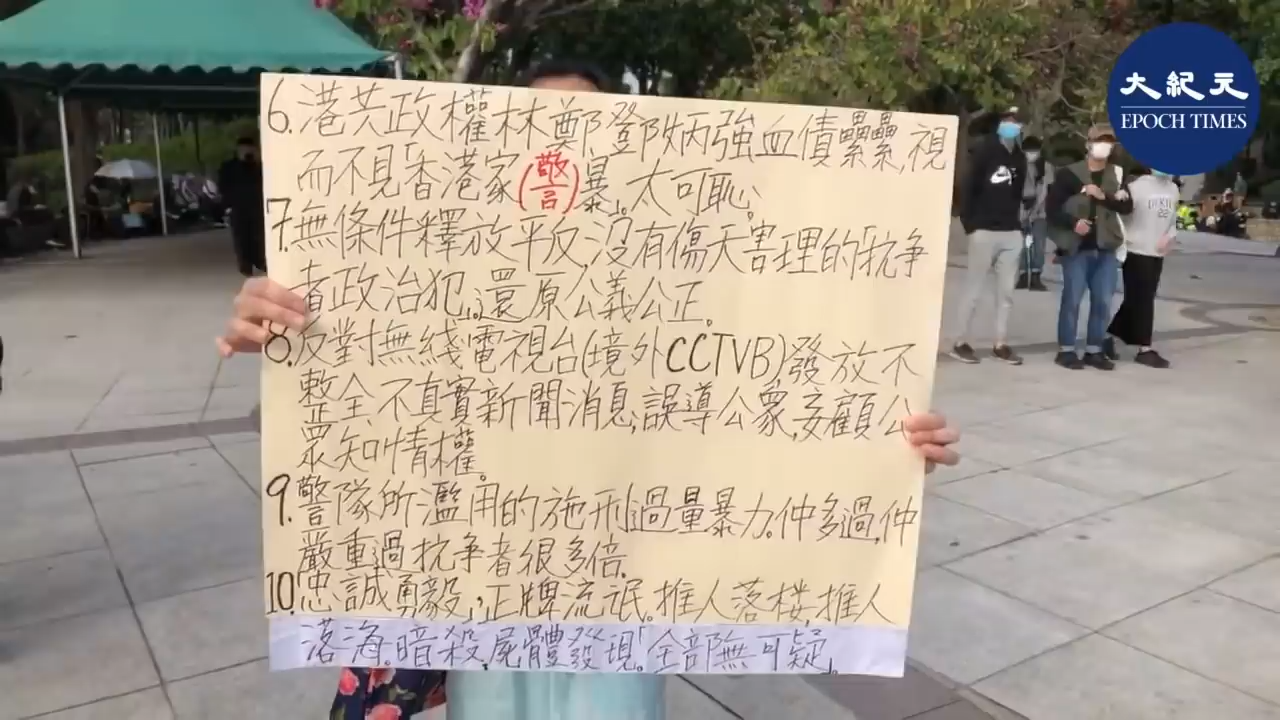 大紀元
EPOCH TIMES
6.港共政權林鄭,鄧炳強血債纍纍,視
而不見「香港家(警)暴」。太可恥。
7.無條件釋放平反,沒有傷天害理的「抗爭
者政治犯」。還原公義公正。
8.反對無綫電視台(境外CCTVB)發放不
整全,不真實新聞消息,誤導公眾,妄顧公
眾知情權。
9.警隊所濫用的施刑過量暴力。仲多過,仲
嚴重過抗爭者很多倍。
10.「忠誠勇毅」,正牌流氓。推人落樓,推人
落海。暗殺,屍體發現。「全部無可疑」。